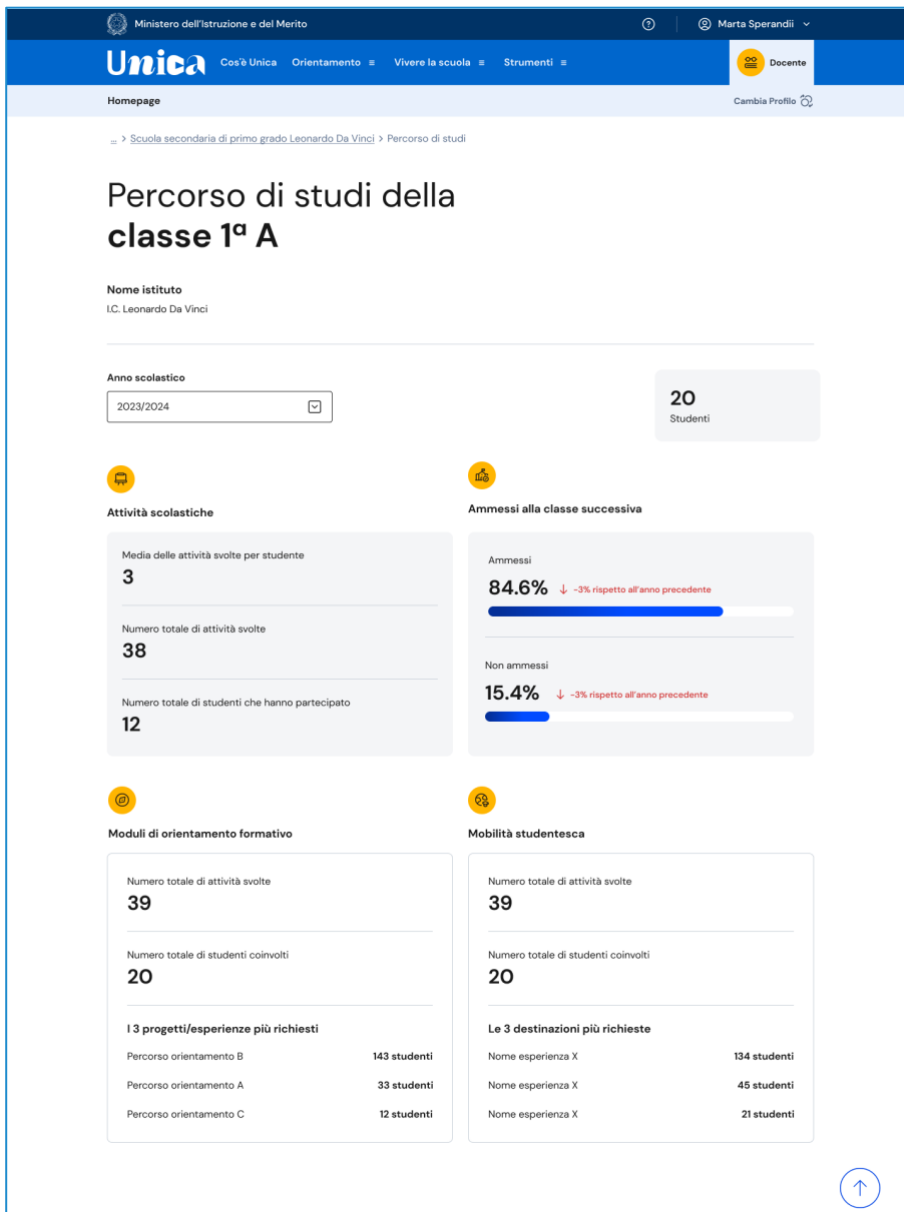 Ministero dell'Istruzione e del Merito
Marta Sperandii
Unica
Cos'è Unica
Orientamento
Vivere la scuola
Strumenti
Docente
Homepage
Cambia Profilo
... > Scuola secondaria di primo grado Leonardo Da Vinci > Percorso di studi
Percorso di studi della
classe 1ª A
Nome istituto
I.C. Leonardo Da Vinci
Anno scolastico
2023/2024
20
Studenti
Attività scolastiche
Media delle attività svolte per studente
3
Numero totale di attività svolte
38
Numero totale di studenti che hanno partecipato
12
Ammessi alla classe successiva
Ammessi
84.6% ↓ -3% rispetto all'anno precedente
Non ammessi
15.4% ↓ -3% rispetto all'anno precedente
Moduli di orientamento formativo
Numero totale di attività svolte
39
Numero totale di studenti coinvolti
20
I 3 progetti/esperienze più richiesti
Percorso orientamento B 143 studenti
Percorso orientamento A 33 studenti
Percorso orientamento C 12 studenti
Mobilità studentesca
Numero totale di attività svolte
39
Numero totale di studenti coinvolti
20
Le 3 destinazioni più richieste
Nome esperienza X 134 studenti
Nome esperienza X 45 studenti
Nome esperienza X 21 studenti